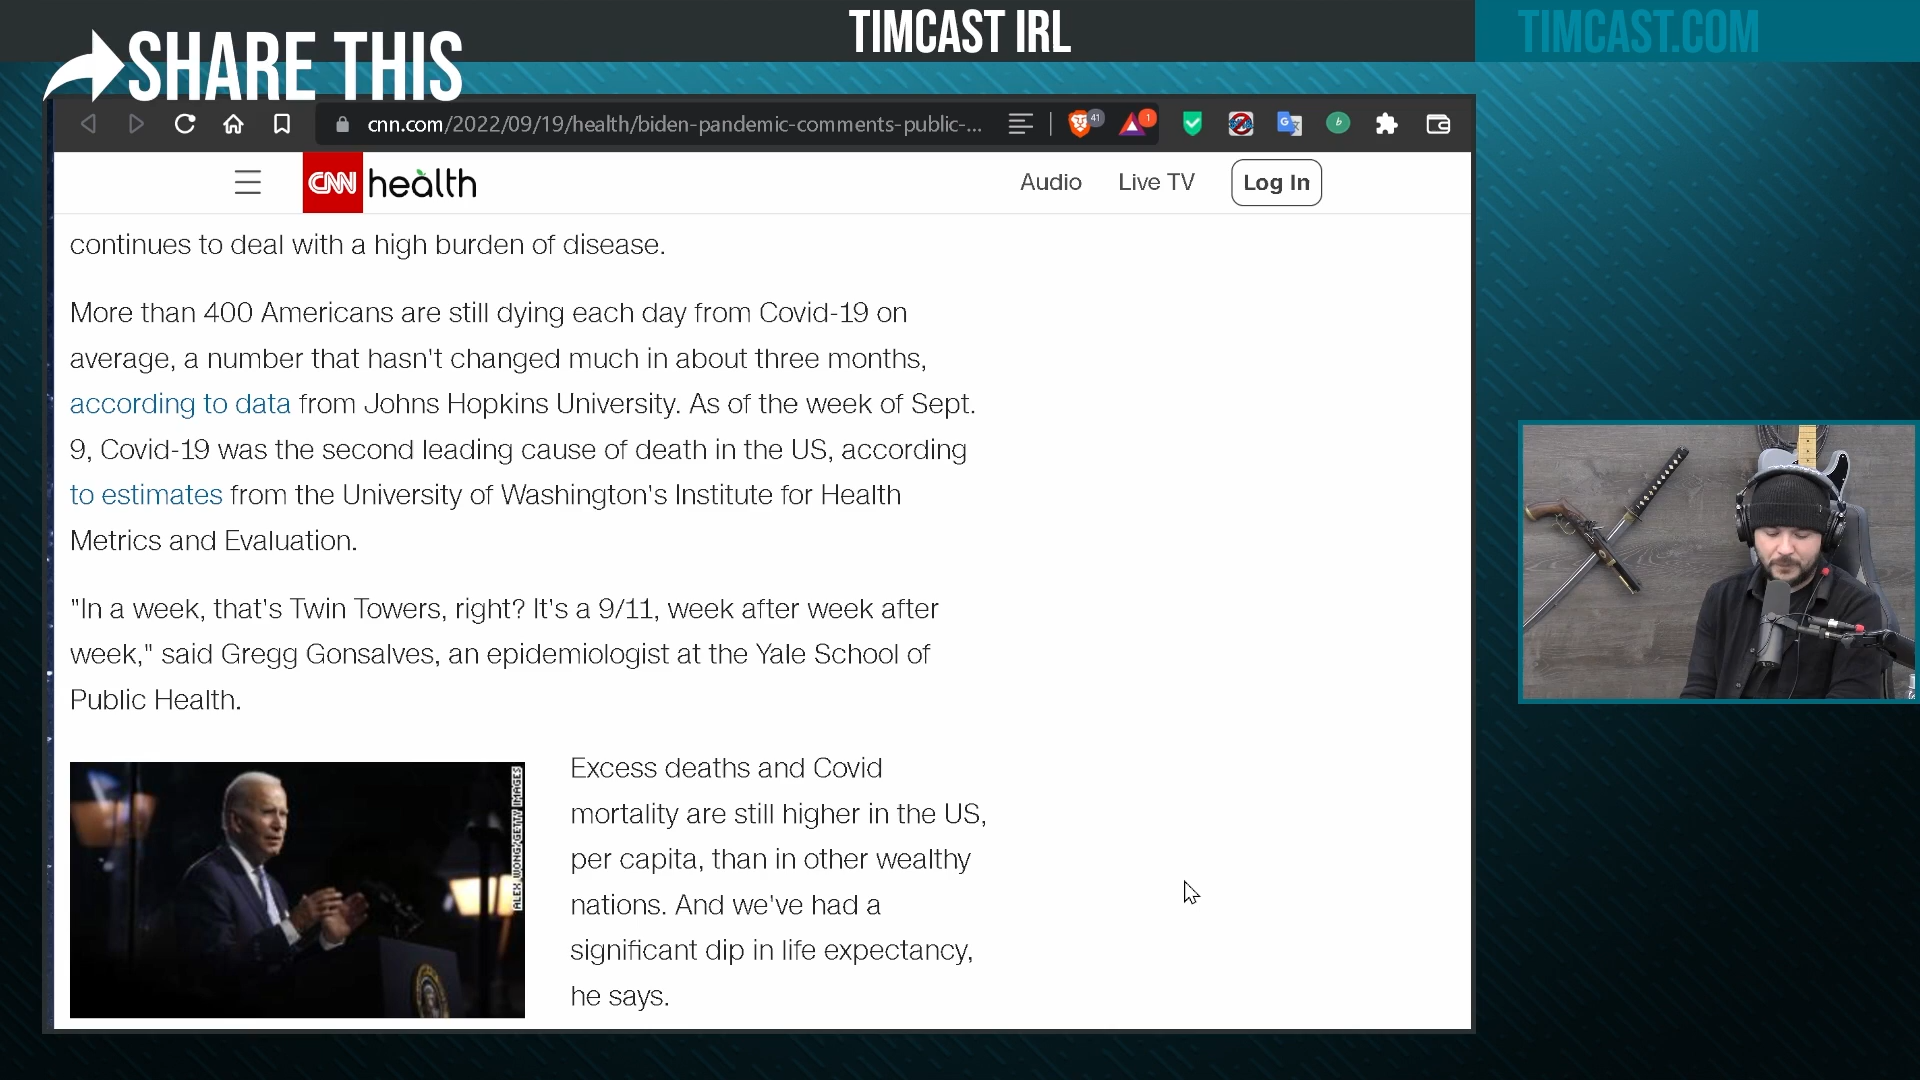 SHARE THIS
TIMCAST IRL
TIMCAST.COM
cnn.com/2022/09/19/health/biden-pandemic-comments-public-...
41
1
CNN health
Audio
Live TV
Log In
continues to deal with a high burden of disease.
More than 400 Americans are still dying each day from Covid-19 on
average, a number that hasn't changed much in about three months,
according to data from Johns Hopkins University. As of the week of Sept.
9, Covid-19 was the second leading cause of death in the US, according
to estimates from the University of Washington's Institute for Health
Metrics and Evaluation.
"In a week, that's Twin Towers, right? It's a 9/11, week after week after
week," said Gregg Gonsalves, an epidemiologist at the Yale School of
Public Health.
ALEX WONG/GETTY IMAGES
Excess deaths and Covid
mortality are still higher in the US,
per capita, than in other wealthy
nations. And we've had a
significant dip in life expectancy,
he says.